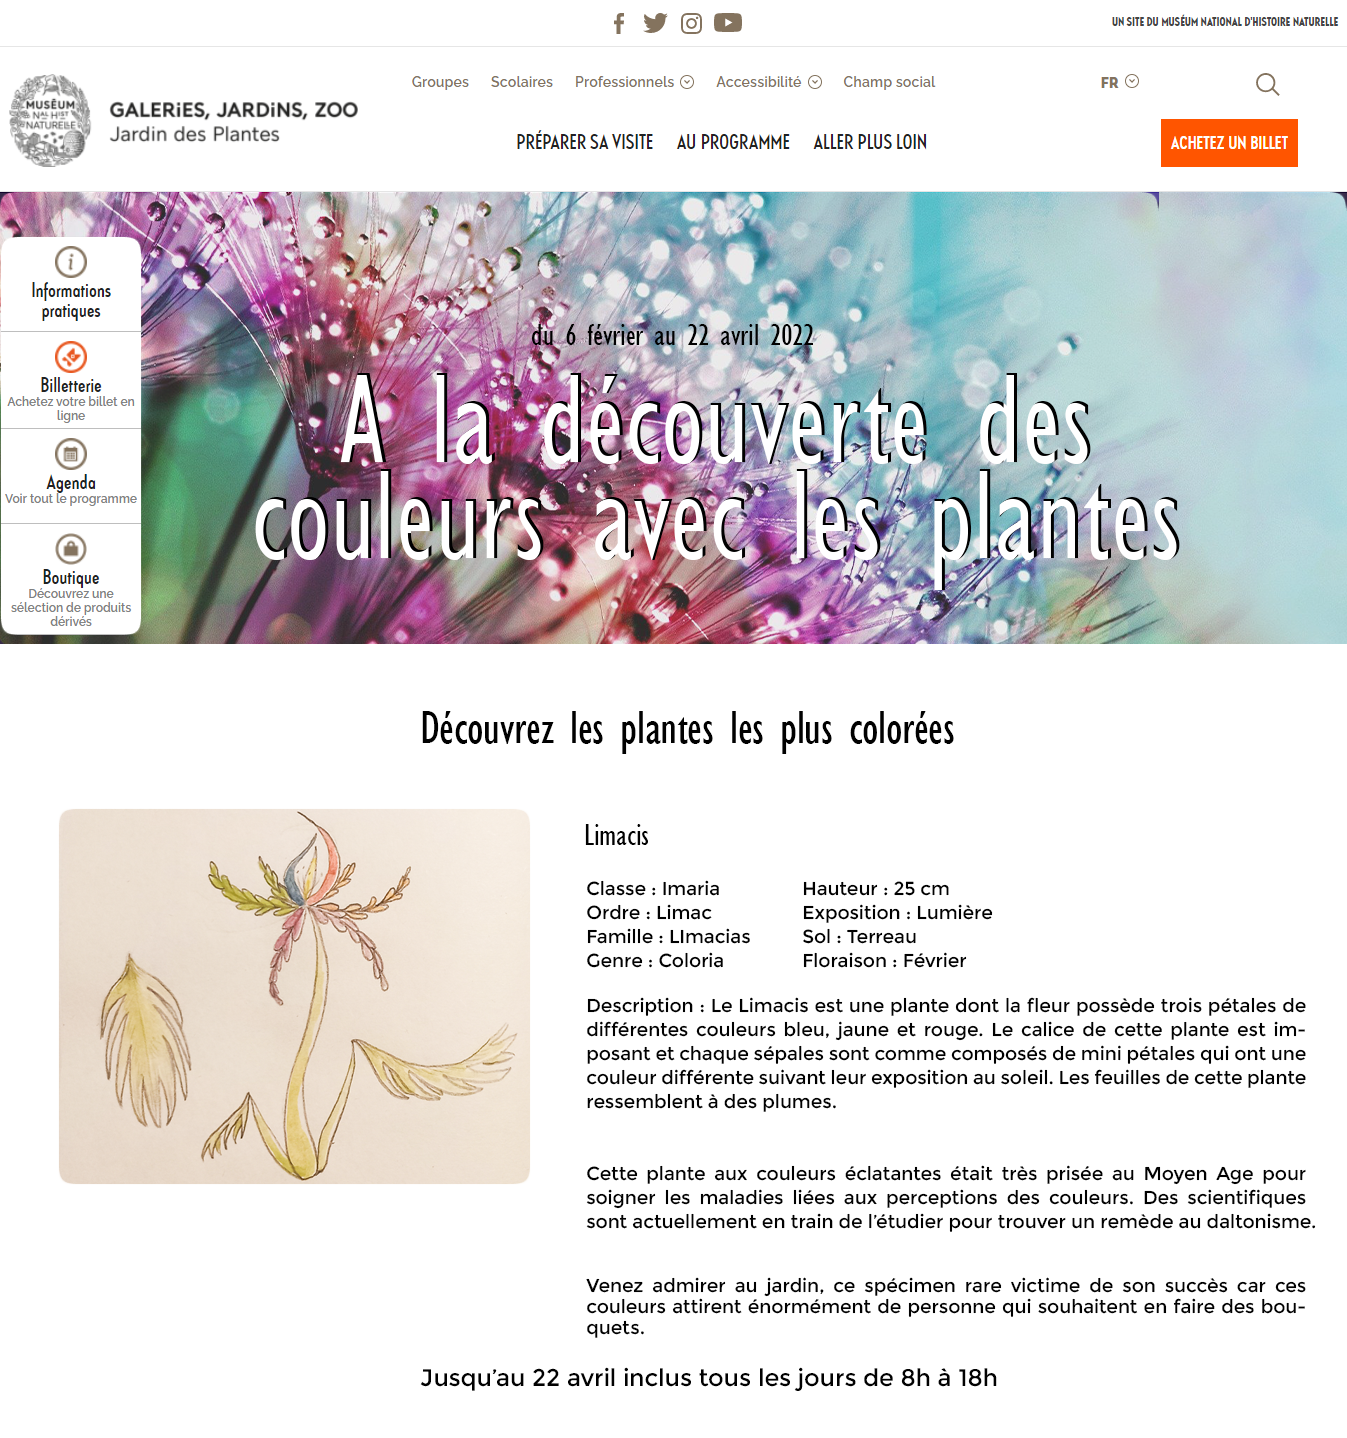 UN SITE DU MUSÉUM NATIONAL D'HISTOIRE NATURELLE
Groupes Scolaires Professionnels Accessibilité Champ social FR
MUSÉUM
NAL HIST
NATURELLE
GALERIES, JARDINS, ZOO
Jardin des Plantes
PRÉPARER SA VISITE AU PROGRAMME ALLER PLUS LOIN
ACHETEZ UN BILLET
Informations
pratiques
Billetterie
Achetez votre billet en
ligne
Agenda
Voir tout le programme
Boutique
Découvrez une
sélection de produits
dérivés
du 6 février au 22 avril 2022
A la découverte des
couleurs avec les plantes
Découvrez les plantes les plus colorées
Limacis
Classe : Imaria
Ordre : Limac
Famille : LImacias
Genre : Coloria
Hauteur : 25 cm
Exposition : Lumière
Sol : Terreau
Floraison : Février
Description : Le Limacis est une plante dont la fleur possède trois pétales de
différentes couleurs bleu, jaune et rouge. Le calice de cette plante est im-
posant et chaque sépales sont comme composés de mini pétales qui ont une
couleur différente suivant leur exposition au soleil. Les feuilles de cette plante
ressemblent à des plumes.
Cette plante aux couleurs éclatantes était très prisée au Moyen Age pour
soigner les maladies liées aux perceptions des couleurs. Des scientifiques
sont actuellement en train de l’étudier pour trouver un remède au daltonisme.
Venez admirer au jardin, ce spécimen rare victime de son succès car ces
couleurs attirent énormément de personne qui souhaitent en faire des bou-
quets.
Jusqu’au 22 avril inclus tous les jours de 8h à 18h